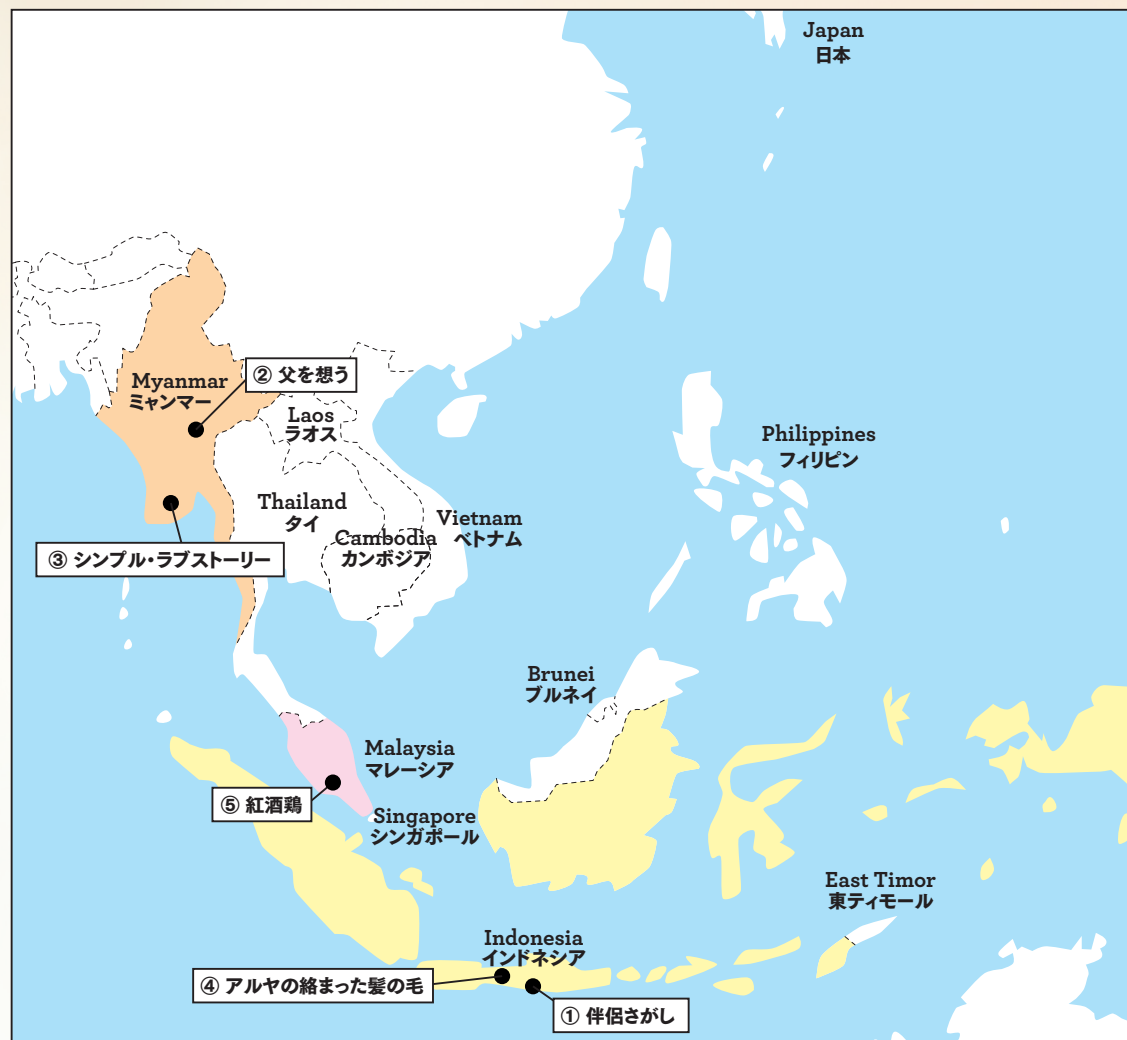 Japan
日本
② 父を想う
Myanmar
ミャンマー
Laos
ラオス
Philippines
フィリピン
Thailand
タイ
Vietnam
ベトナム
Cambodia
カンボジア
③ シンプル・ラブストーリー
Brunei
ブルネイ
Malaysia
マレーシア
⑤ 紅酒鶏
Singapore
シンガポール
East Timor
東ティモール
Indonesia
インドネシア
④ アルヤの絡まった髪の毛
① 伴侶さがし